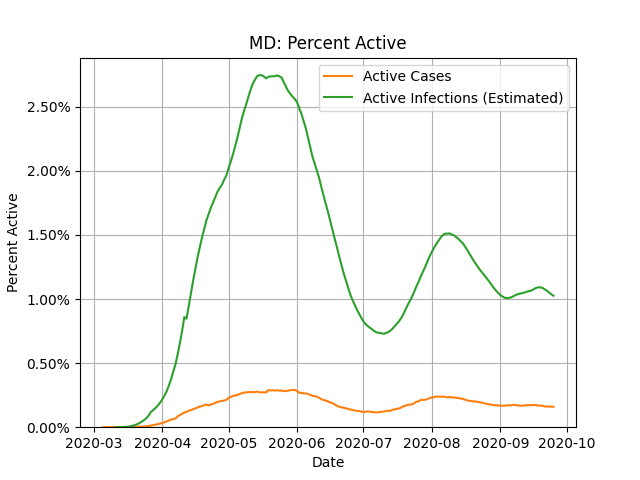 MD: Percent Active
Active Cases
Active Infections (Estimated)
Percent Active
2.50%
2.00%
1.50%
1.00%
0.50%
0.00%
2020-03 2020-04 2020-05 2020-06 2020-07 2020-08 2020-09 2020-10
Date